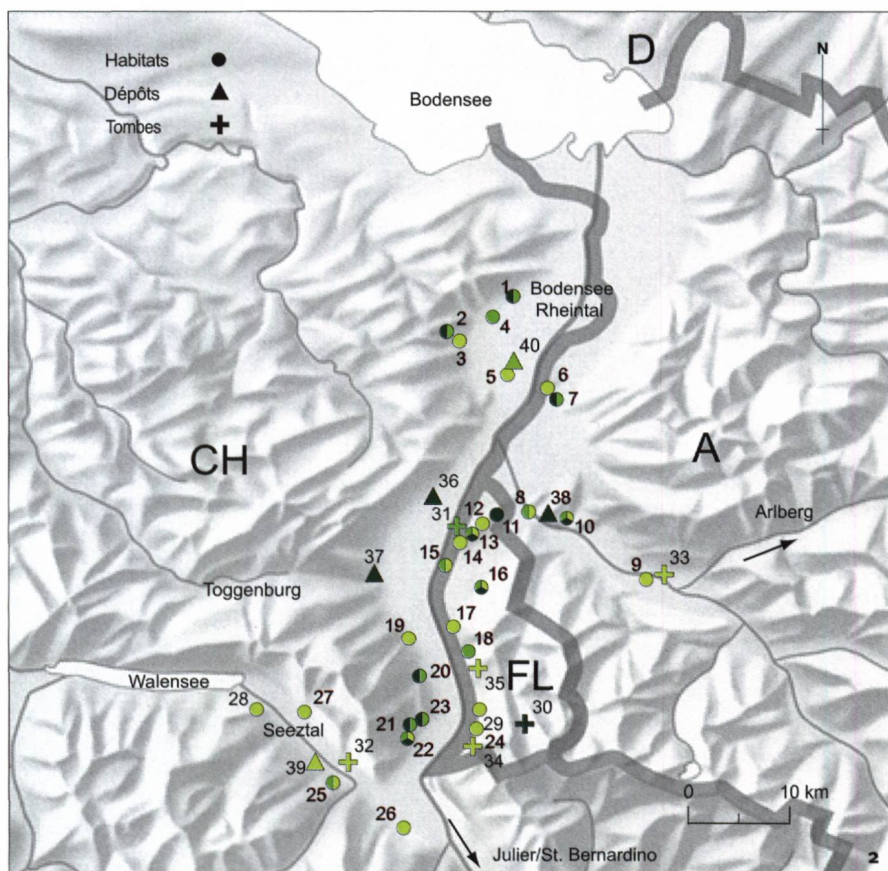 D
N
Habitats
Dépôts
Tombes
Bodensee
1
Bodensee
Rheintal
2
4
3
40
5
6
7
CH
A
36
8
38
12
31
11
10
Arlberg
13
14
33
15
9
37
16
Toggenburg
17
19
18
35
FL
20
Walensee
30
28
27
23
21
29
Seeztal
22
24
32
34
39
25
0 10 km
26
Julier/St. Bernardino
2